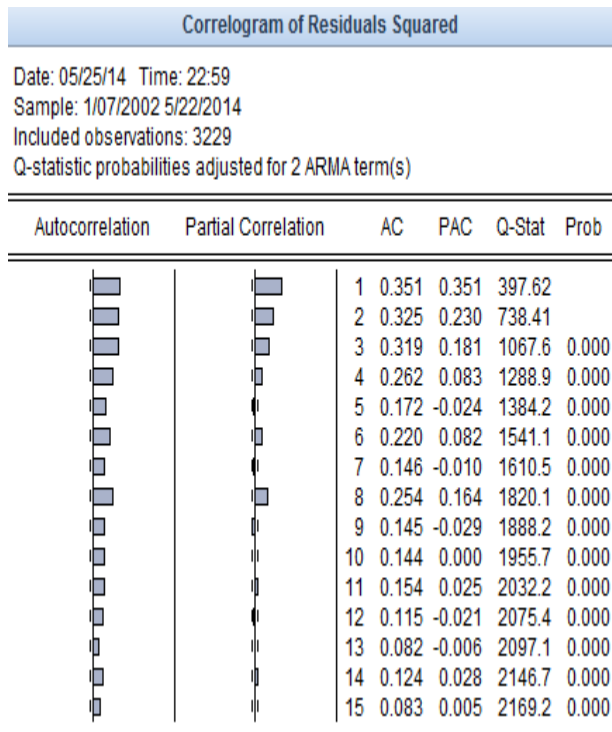 Correlogram of Residuals Squared
Date: 05/25/14 Time: 22:59
Sample: 1/07/2002 5/22/2014
Included observations: 3229
Q-statistic probabilities adjusted for 2 ARMA term(s)
Autocorrelation Partial Correlation AC PAC Q-Stat Prob
1 0.351 0.351 397.62
2 0.325 0.230 738.41
3 0.319 0.181 1067.6 0.000
4 0.262 0.083 1288.9 0.000
5 0.172 -0.024 1384.2 0.000
6 0.220 0.082 1541.1 0.000
7 0.146 -0.010 1610.5 0.000
8 0.254 0.164 1820.1 0.000
9 0.145 -0.029 1888.2 0.000
10 0.144 0.000 1955.7 0.000
11 0.154 0.025 2032.2 0.000
12 0.115 -0.021 2075.4 0.000
13 0.082 -0.006 2097.1 0.000
14 0.124 0.028 2146.7 0.000
15 0.083 0.005 2169.2 0.000